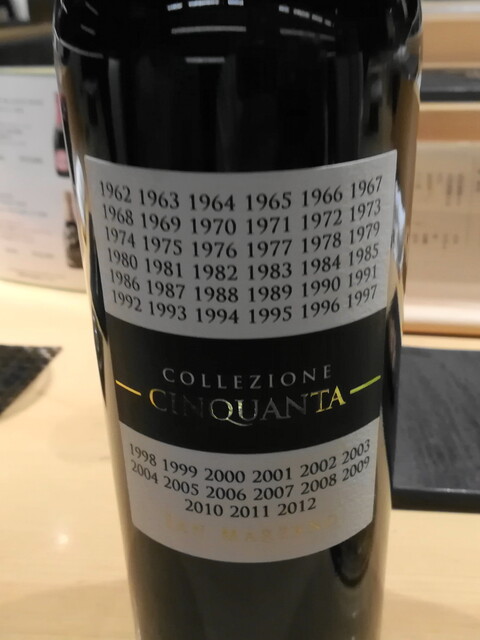 1962 1963 1964 1965 1966 1967
1968 1969 1970 1971 1972 1973
1974 1975 1976 1977 1978 1979
1980 1981 1982 1983 1984 1985
1986 1987 1988 1989 1990 1991
1992 1993 1994 1995 1996 1997
COLLEZIONE
CINQUANTA
1998 1999 2000 2001 2002 2003
2004 2005 2006 2007 2008 2009
2010 2011 2012
SAN MARZANO